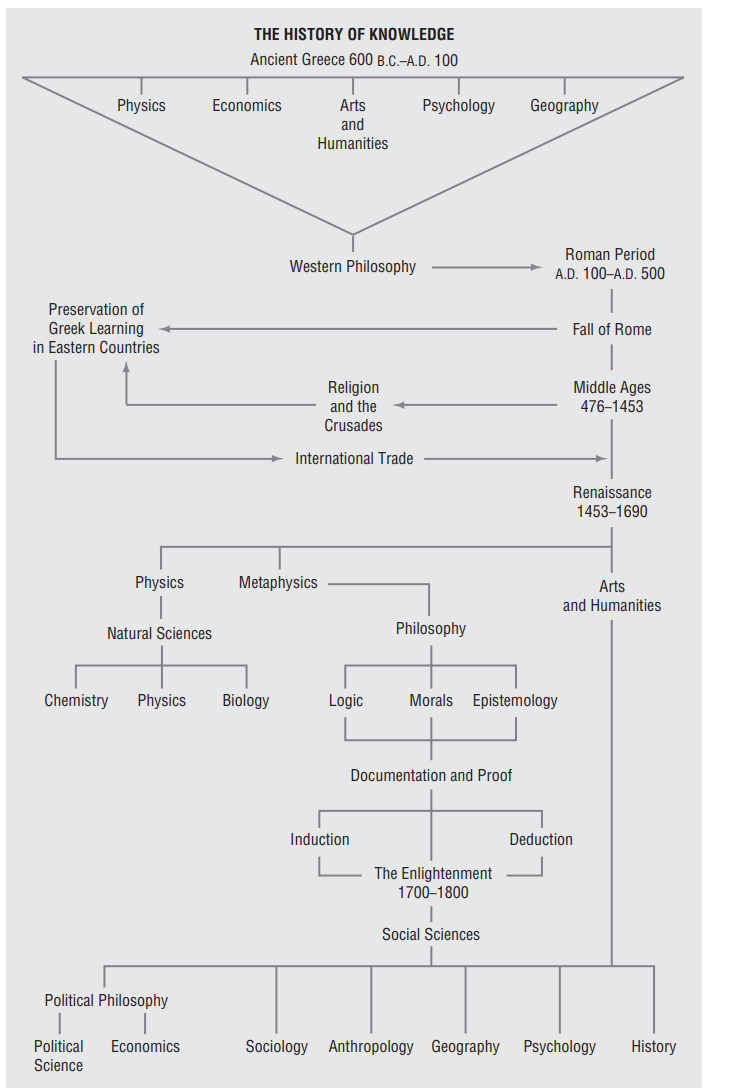 THE HISTORY OF KNOWLEDGE
Ancient Greece 600 B.C.–A.D. 100
Physics
Economics
Arts
and
Humanities
Psychology
Geography
Western Philosophy
Roman Period
A.D. 100–A.D. 500
Preservation of
Greek Learning
in Eastern Countries
Fall of Rome
Religion
and the
Crusades
Middle Ages
476–1453
International Trade
Renaissance
1453–1690
Physics
Metaphysics
Arts
and Humanities
Natural Sciences
Philosophy
Chemistry
Physics
Biology
Logic
Morals
Epistemology
Documentation and Proof
Induction
Deduction
The Enlightenment
1700–1800
Social Sciences
Political Philosophy
Political
Science
Economics
Sociology
Anthropology
Geography
Psychology
History